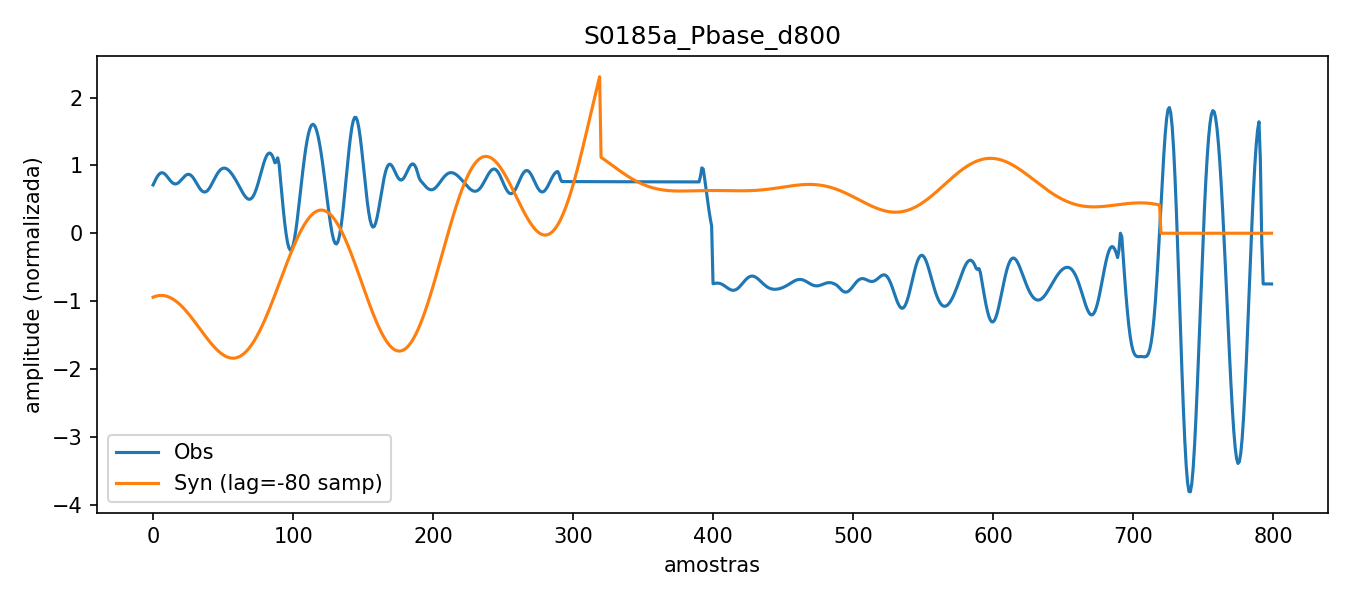 S0185a_Pbase_d800
amplitude (normalizada)
2
1
0
−1
−2
−3
−4
Obs
Syn (lag=-80 samp)
0 100 200 300 400 500 600 700 800
amostras